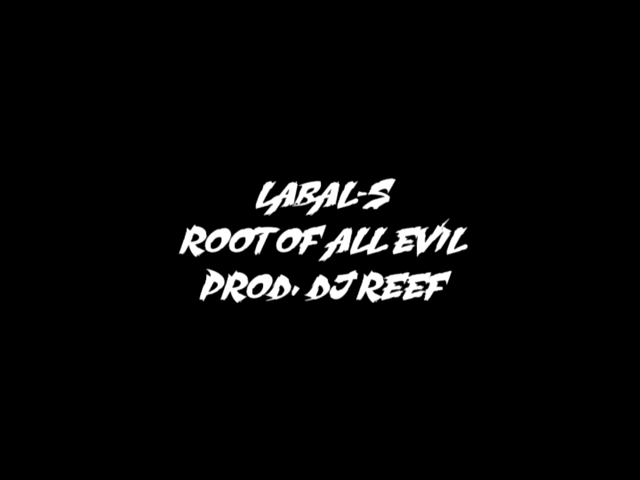 LABAL-S
ROOT OF ALL EVIL
PROD. DJ REEF